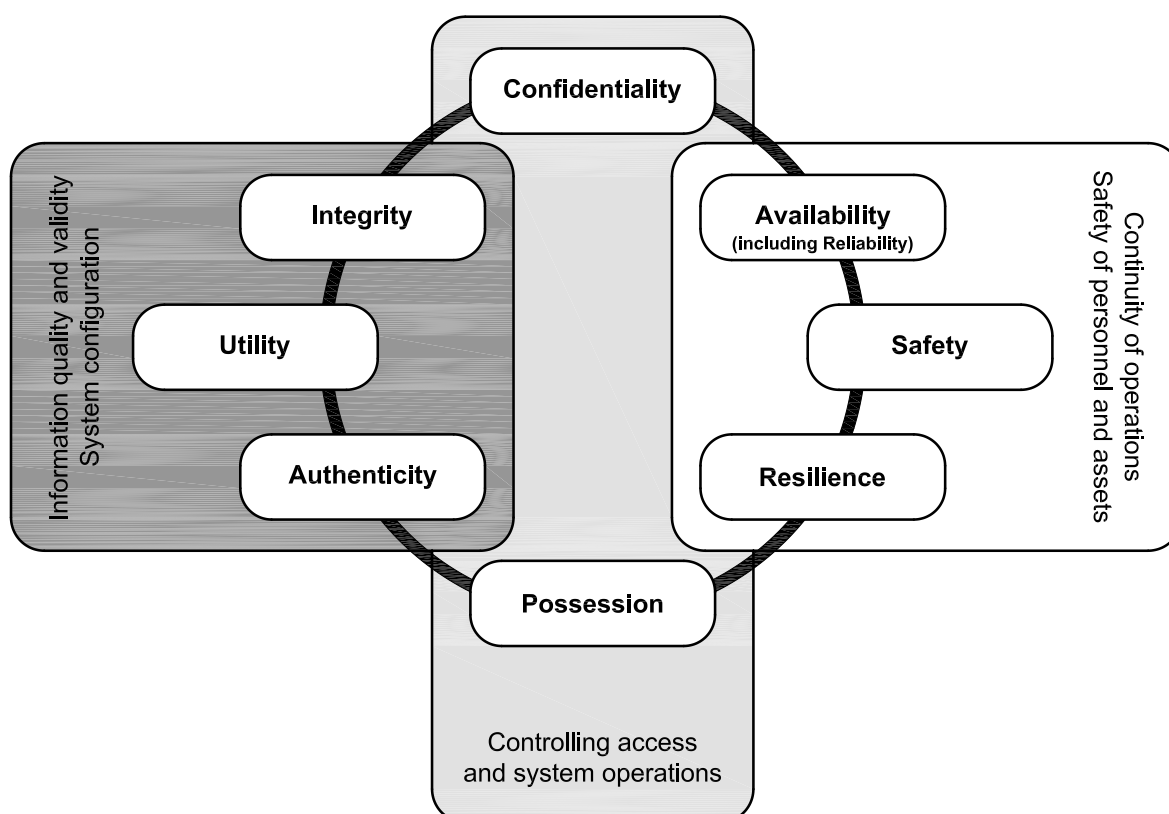 Confidentiality
Information quality and validity
System configuration
Integrity
Utility
Authenticity
Availability
(including Reliability)
Safety
Resilience
Continuity of operations
Safety of personnel and assets
Possession
Controlling access
and system operations